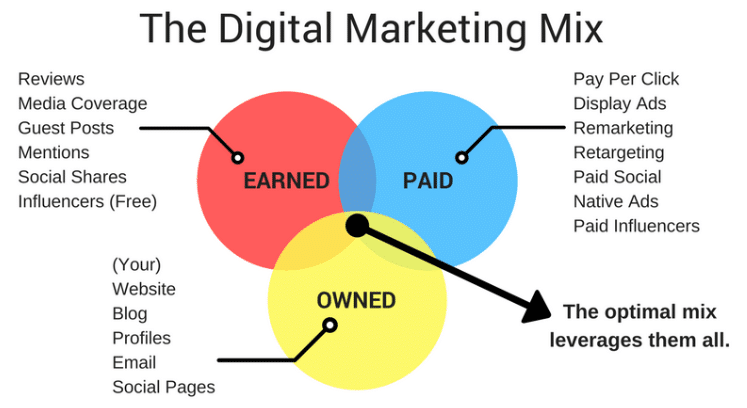 The Digital Marketing Mix
Reviews
Media Coverage
Guest Posts
Mentions
Social Shares
Influencers (Free)
Pay Per Click
Display Ads
Remarketing
Retargeting
Paid Social
Native Ads
Paid Influencers
EARNED
PAID
OWNED
(Your)
Website
Blog
Profiles
Email
Social Pages
The optimal mix
leverages them all.